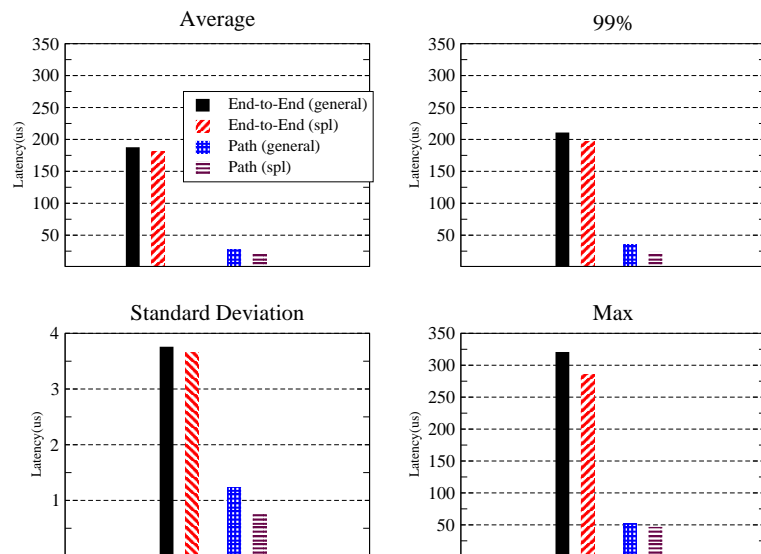 Average
350
300
250
200
150
100
50
Latency(us)
End-to-End (general)
End-to-End (spl)
Path (general)
Path (spl)
99%
350
300
250
200
150
100
50
Latency(us)
Standard Deviation
4
3
2
1
Latency(us)
Max
350
300
250
200
150
100
50
Latency(us)